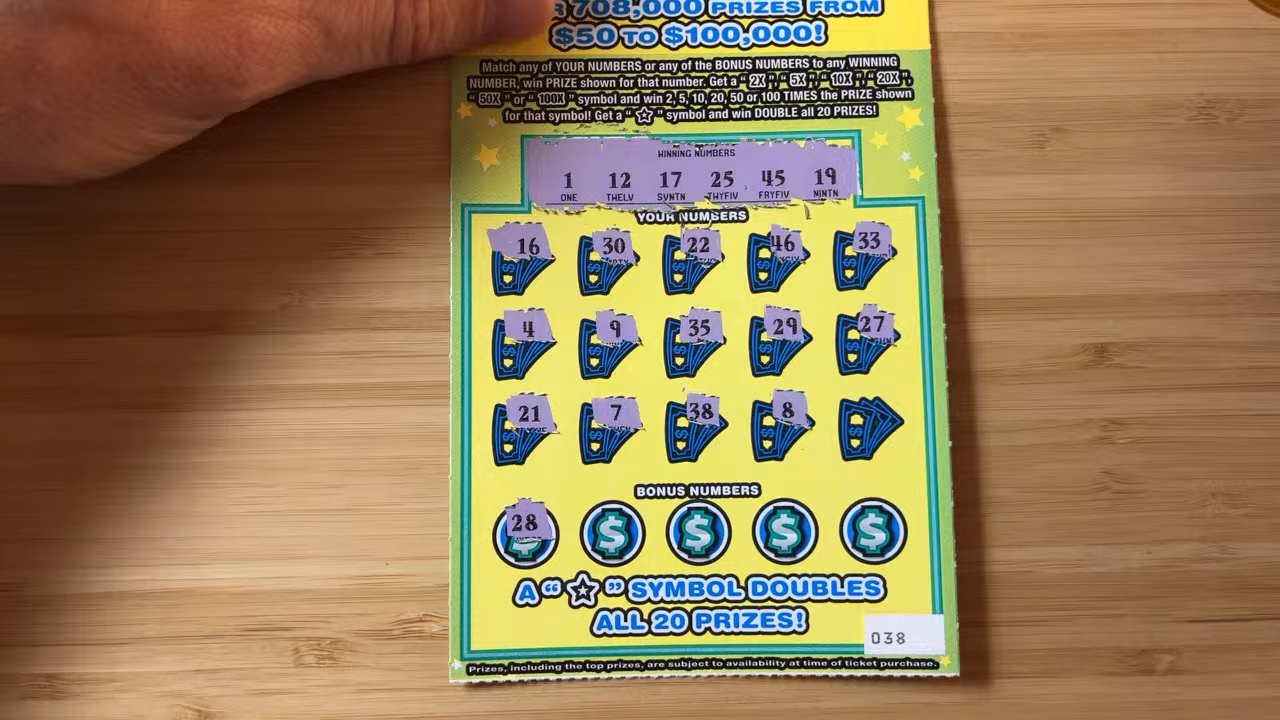 708,000 PRIZES FROM
$50 TO $100,000!
Match any of YOUR NUMBERS or any of the BONUS NUMBERS to any WINNING
NUMBER, win PRIZE shown for that number. Get a "2X", "5X", "10X", "20X",
"50X" or "100X" symbol and win 2, 5, 10, 20, 50 or 100 TIMES the PRIZE shown
for that symbol! Get a "☆" symbol and win DOUBLE all 20 PRIZES!
WINNING NUMBERS
1 12 17 25 45 19
ONE THELV SVNTN TWYFIV FRYFIV NINTN
YOUR NUMBERS
16 30 22 46 33
4 9 35 29 27
21 7 38 8
BONUS NUMBERS
28
A "☆" SYMBOL DOUBLES
ALL 20 PRIZES!
038
Prizes, including the top prizes, are subject to availability at time of ticket purchase.